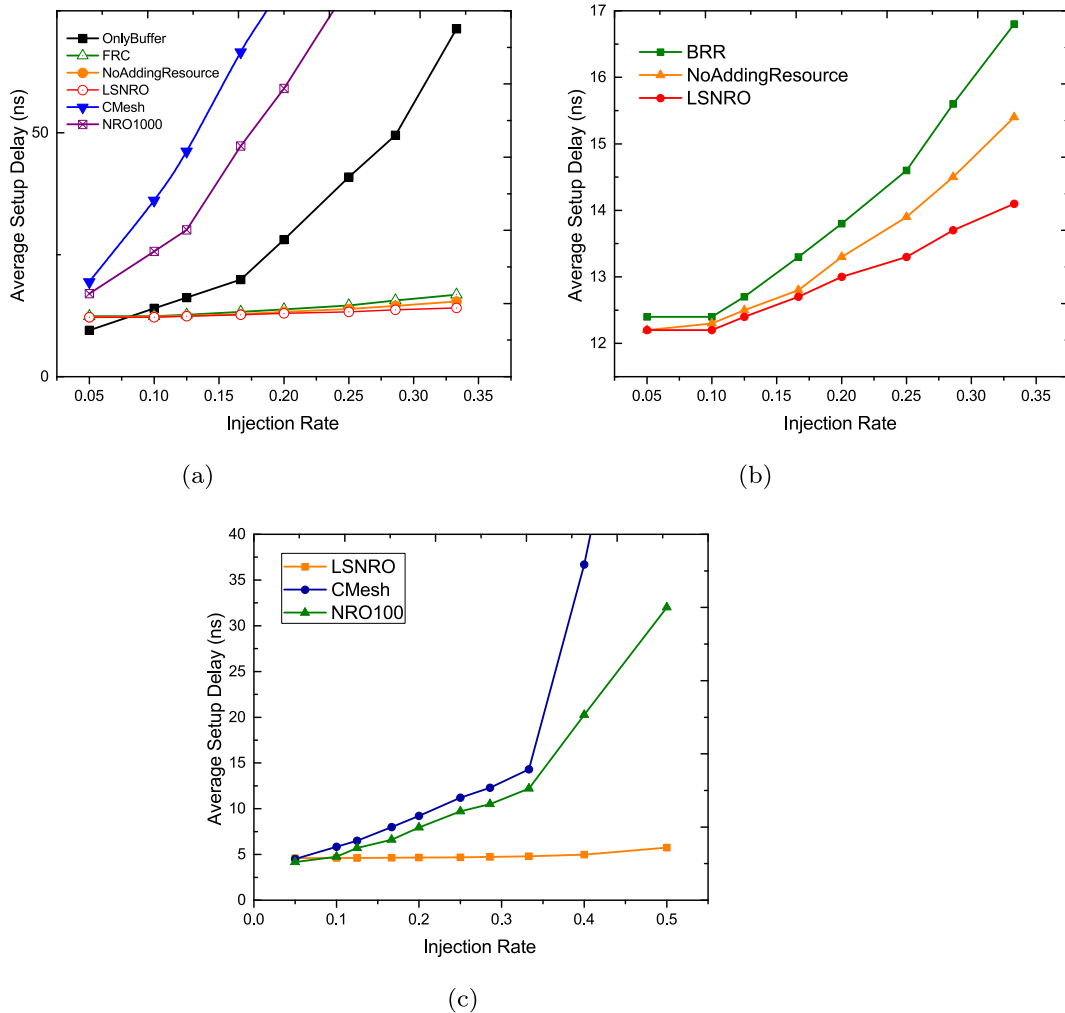 OnlyBuffer
FRC
NoAddingResource
LSNRO
CMesh
NRO1000
50
0
0.05 0.10 0.15 0.20 0.25 0.30 0.35
Average Setup Delay (ns)
Injection Rate
(a)
BRR
NoAddingResource
LSNRO
17
16
15
14
13
12
0.05 0.10 0.15 0.20 0.25 0.30 0.35
Average Setup Delay (ns)
Injection Rate
(b)
LSNRO
CMesh
NRO100
40
35
30
25
20
15
10
5
0
0.0 0.1 0.2 0.3 0.4 0.5
Average Setup Delay (ns)
Injection Rate
(c)